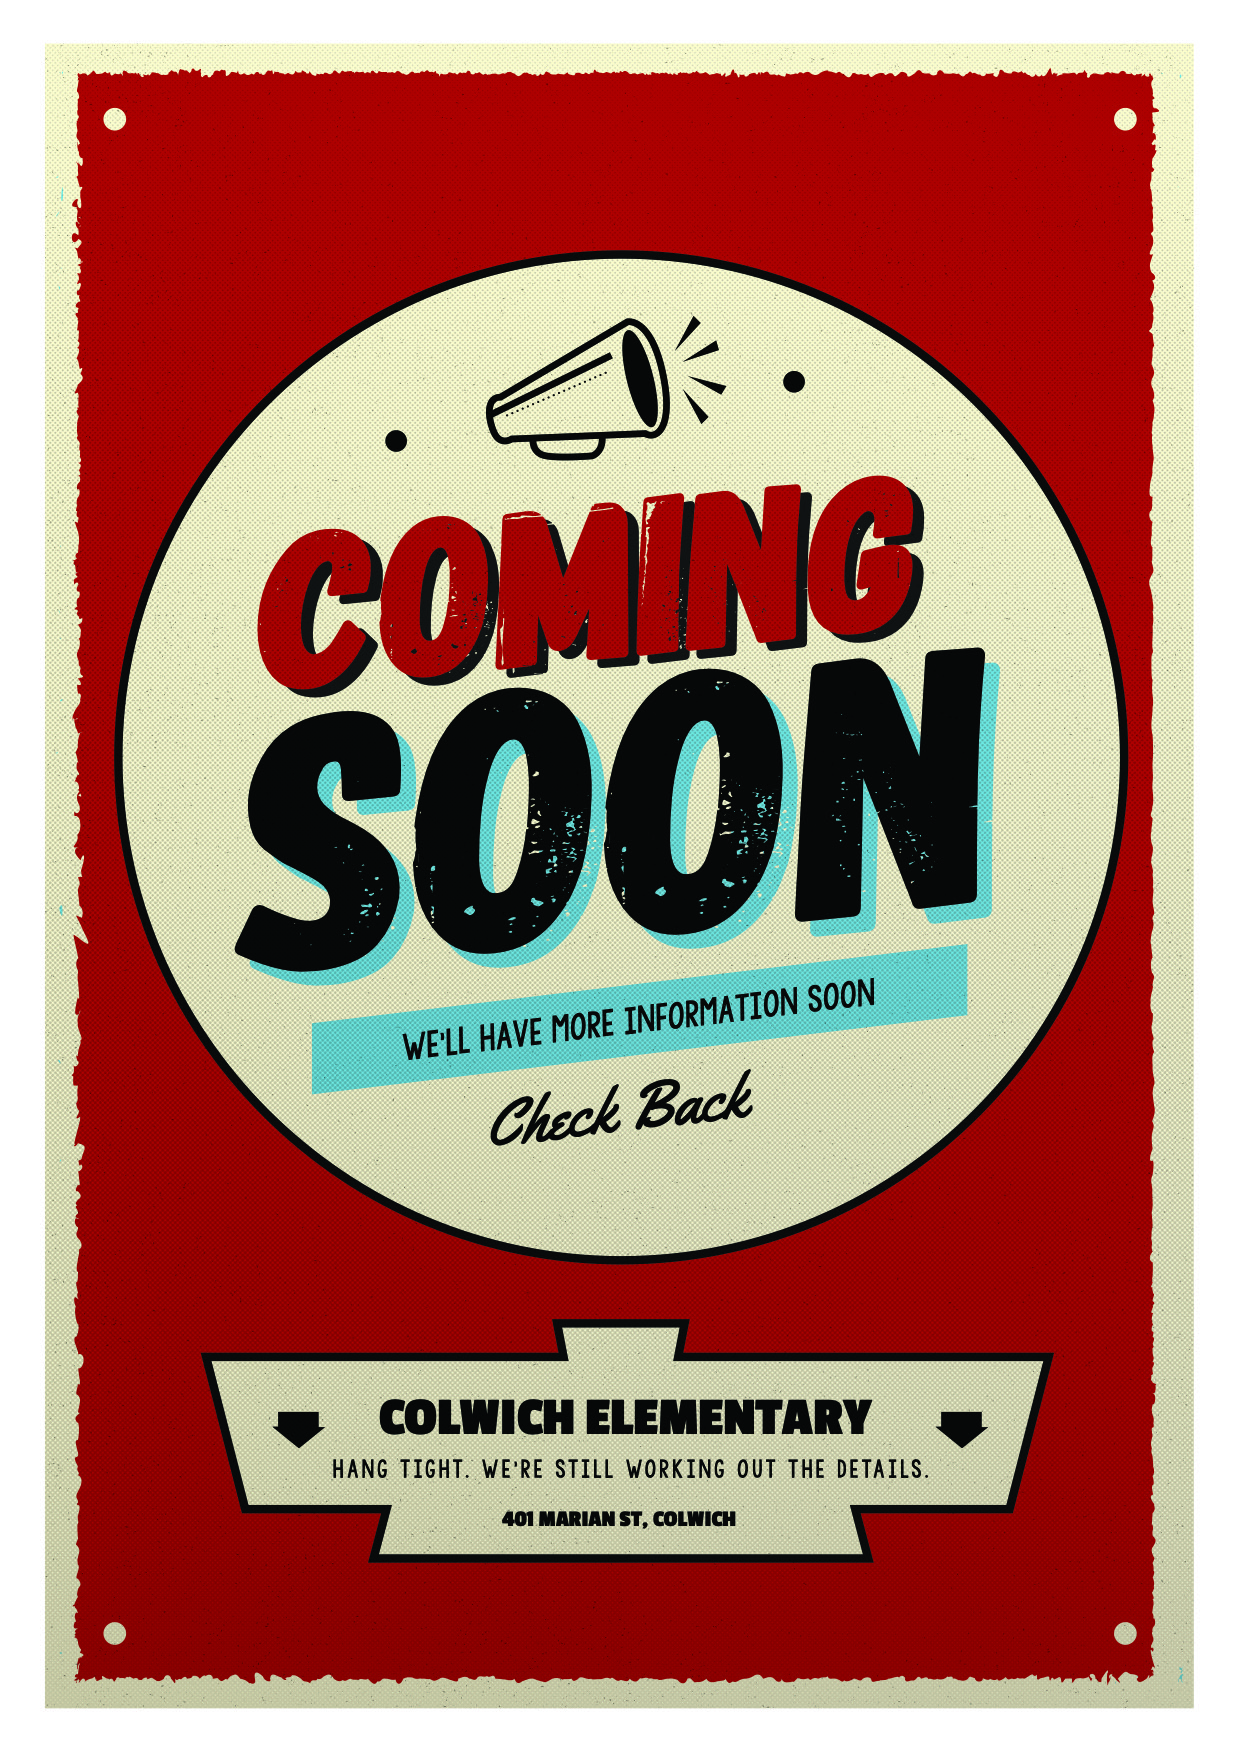 COMING
SOON
WE'LL HAVE MORE INFORMATION SOON
Check Back
COLWICH ELEMENTARY
HANG TIGHT. WE'RE STILL WORKING OUT THE DETAILS.
401 MARIAN ST, COLWICH